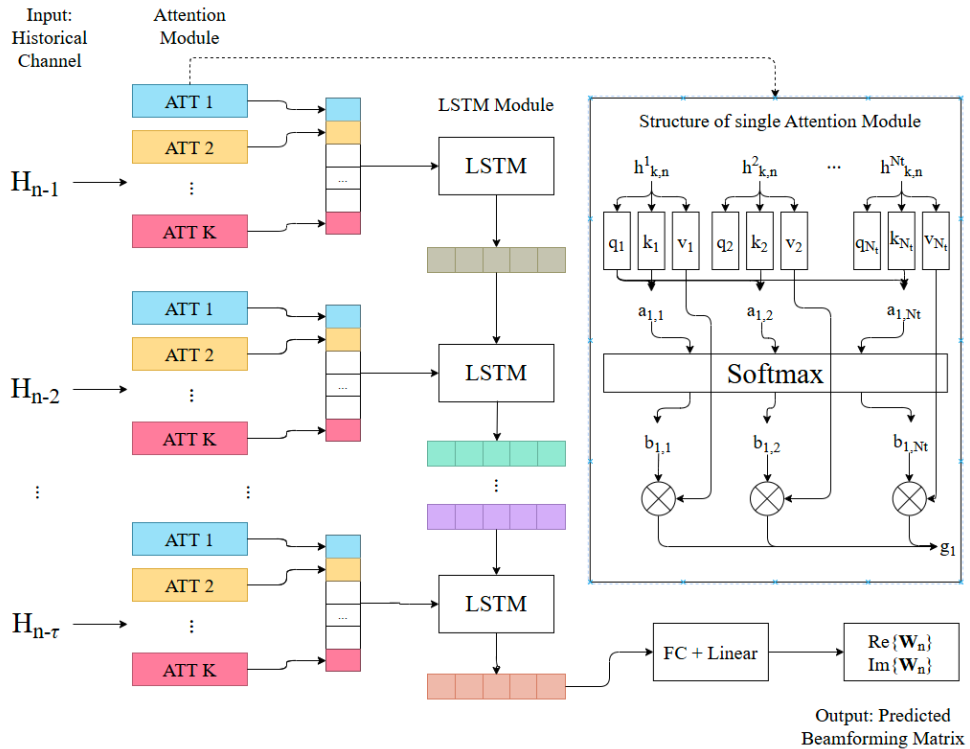 Input:
Historical
Channel
Attention
Module
ATT 1
ATT 2
⋮
ATT K
H_{n-1}
...
LSTM Module
LSTM
ATT 1
ATT 2
⋮
ATT K
H_{n-2}
...
LSTM
⋮
⋮
⋮
ATT 1
ATT 2
⋮
ATT K
H_{n-τ}
...
LSTM
Structure of single Attention Module
h^1_{k,n} h^2_{k,n} ... h^{Nt}_{k,n}
q_1 k_1 v_1 q_2 k_2 v_2 q_{N_t} k_{N_t} v_{N_t}
a_{1,1} a_{1,2} a_{1,Nt}
Softmax
b_{1,1} b_{1,2} b_{1,Nt}
g_1
FC + Linear
Re{W_n}
Im{W_n}
Output: Predicted
Beamforming Matrix